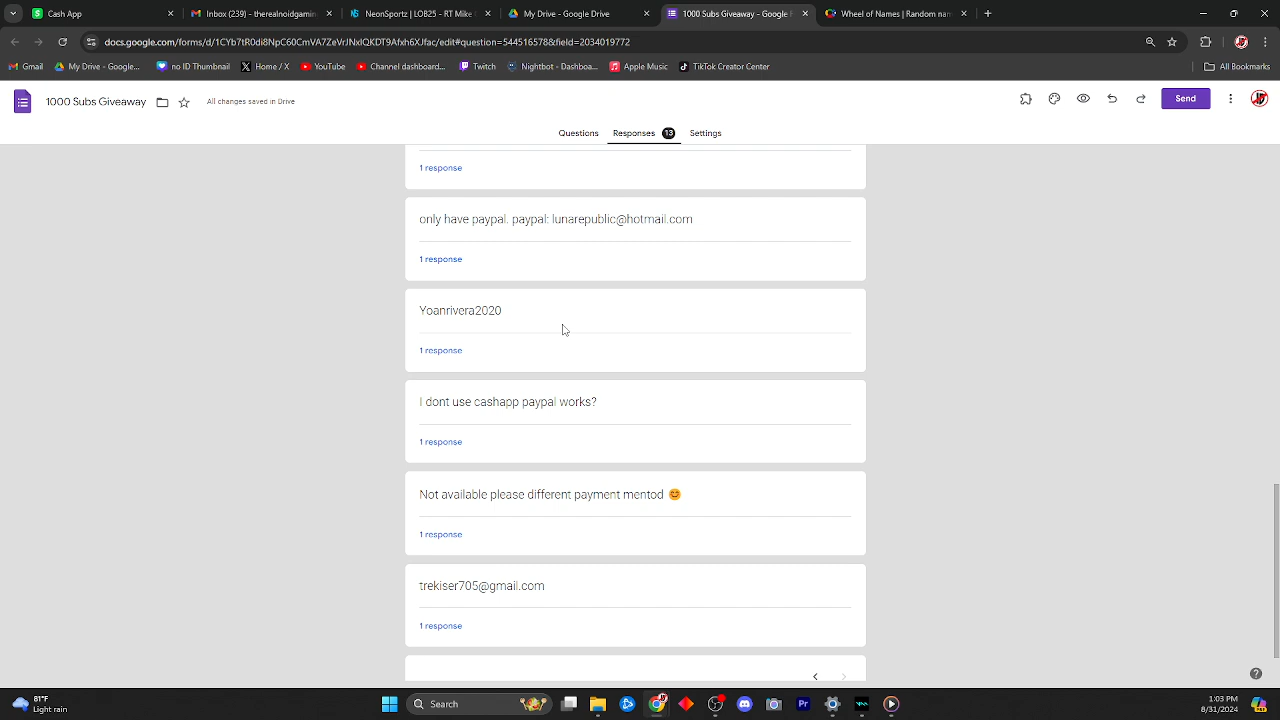 Cash App
Inbox (239) - therealnoidgaming
NeonSportz | LOB25 - RT Mike
My Drive - Google Drive
1000 Subs Giveaway - Google
Wheel of Names | Random nam
docs.google.com/forms/d/1CYb7tR0di8NpC60CmVA7ZeVrJNxIQKDT9Afxh6XJfac/edit#question=544516578&field=2034019772
Gmail
My Drive - Google...
no ID Thumbnail
Home / X
YouTube
Channel dashboard...
Twitch
Nightbot - Dashboa...
Apple Music
TikTok Creator Center
All Bookmarks
1000 Subs Giveaway
All changes saved in Drive
Send
Questions
Responses 13
Settings
1 response
only have paypal. paypal: lunarepublic@hotmail.com
1 response
Yoanrivera2020
1 response
I dont use cashapp paypal works?
1 response
Not available please different payment mentod 😊
1 response
trekiser705@gmail.com
1 response
81°F
Light rain
Search
1:03 PM
8/31/2024